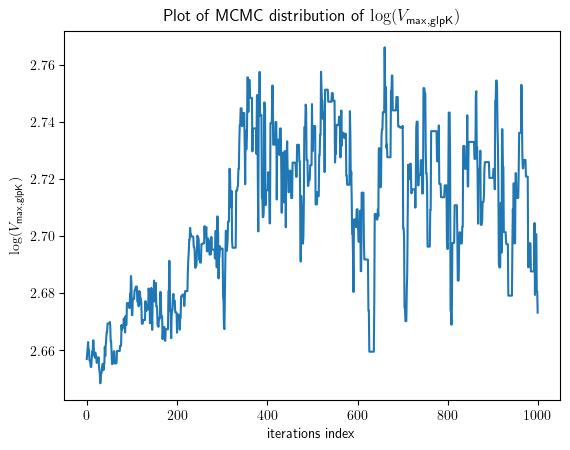 Plot of MCMC distribution of log(V_max,glpK)
log(V_max,glpK)
2.76
2.74
2.72
2.70
2.68
2.66
0 200 400 600 800 1000
iterations index